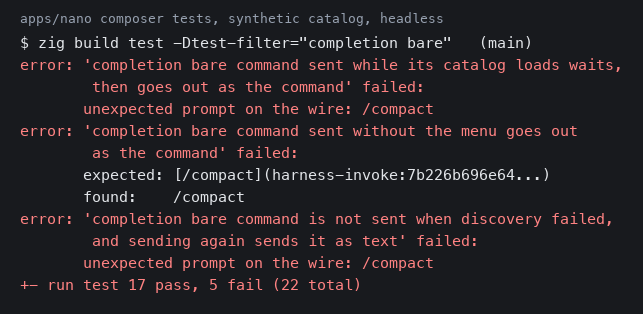 apps/nano composer tests, synthetic catalog, headless
$ zig build test -Dtest-filter="completion bare command"   (main)
error: 'completion bare command sent while its catalog loads waits,
then goes out as the command' failed:
unexpected prompt on the wire: /compact
error: 'completion bare command sent without the menu goes out
as the command' failed:
expected: [/compact](harness-invoke:7b226b696e64...)
found:    /compact
error: 'completion bare command is not sent when discovery failed,
and sending again sends it as text' failed:
unexpected prompt on the wire: /compact
+- run test 17 pass, 5 fail (22 total)